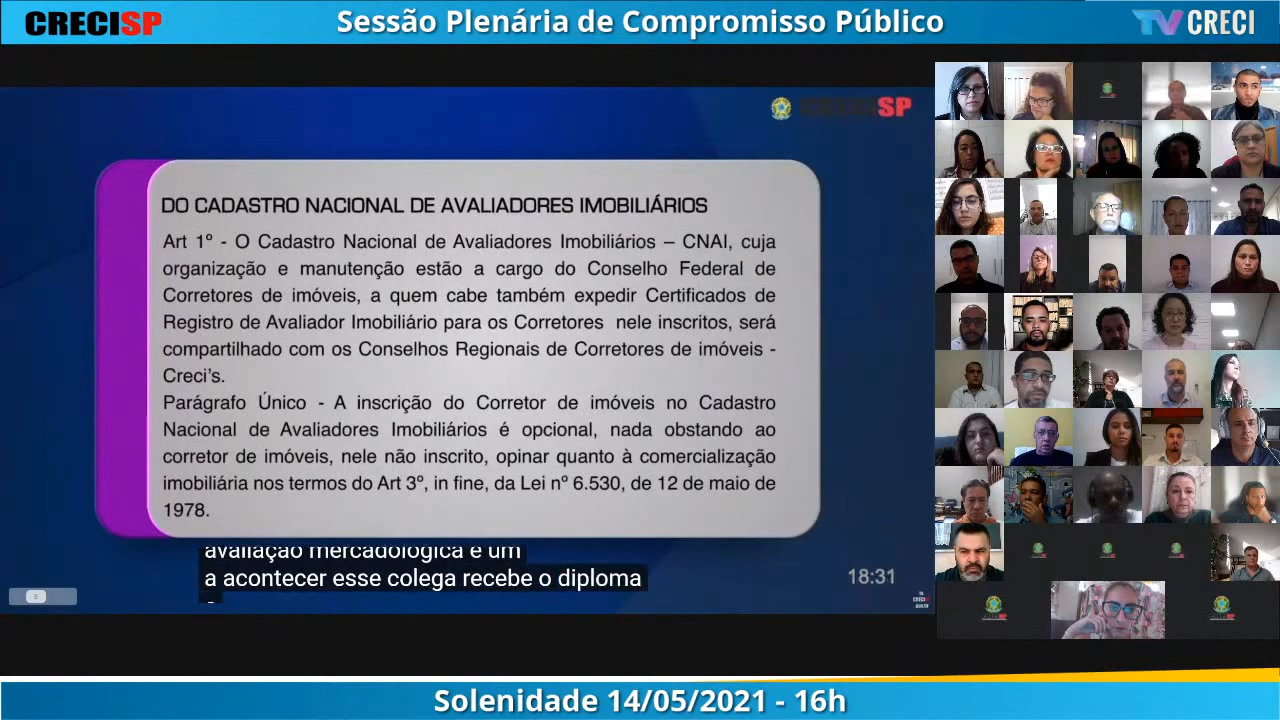 CRECISP
Sessão Plenária de Compromisso Público
TV CRECI
CRECISP
DO CADASTRO NACIONAL DE AVALIADORES IMOBILIÁRIOS
Art 1º - O Cadastro Nacional de Avaliadores Imobiliários – CNAI, cuja
organização e manutenção estão a cargo do Conselho Federal de
Corretores de imóveis, a quem cabe também expedir Certificados de
Registro de Avaliador Imobiliário para os Corretores nele inscritos, será
compartilhado com os Conselhos Regionais de Corretores de imóveis -
Creci’s.
Parágrafo Único - A inscrição do Corretor de imóveis no Cadastro
Nacional de Avaliadores Imobiliários é opcional, nada obstando ao
corretor de imóveis, nele não inscrito, opinar quanto à comercialização
imobiliária nos termos do Art 3º, in fine, da Lei nº 6.530, de 12 de maio de
1978.
avaliação mercadológica é um
a acontecer esse colega recebe o diploma
18:31
Solenidade 14/05/2021 - 16h